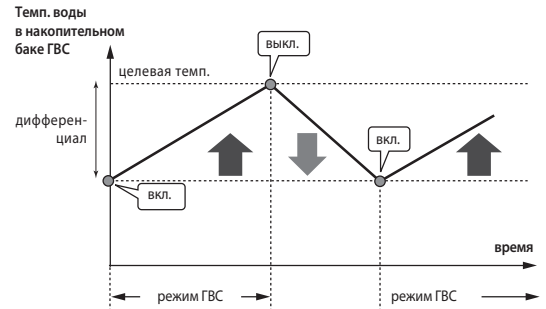 Темп. воды
в накопительном
баке ГВС
выкл.
целевая темп.
дифферен-
циал
вкл.
вкл.
время
режим ГВС
режим ГВС